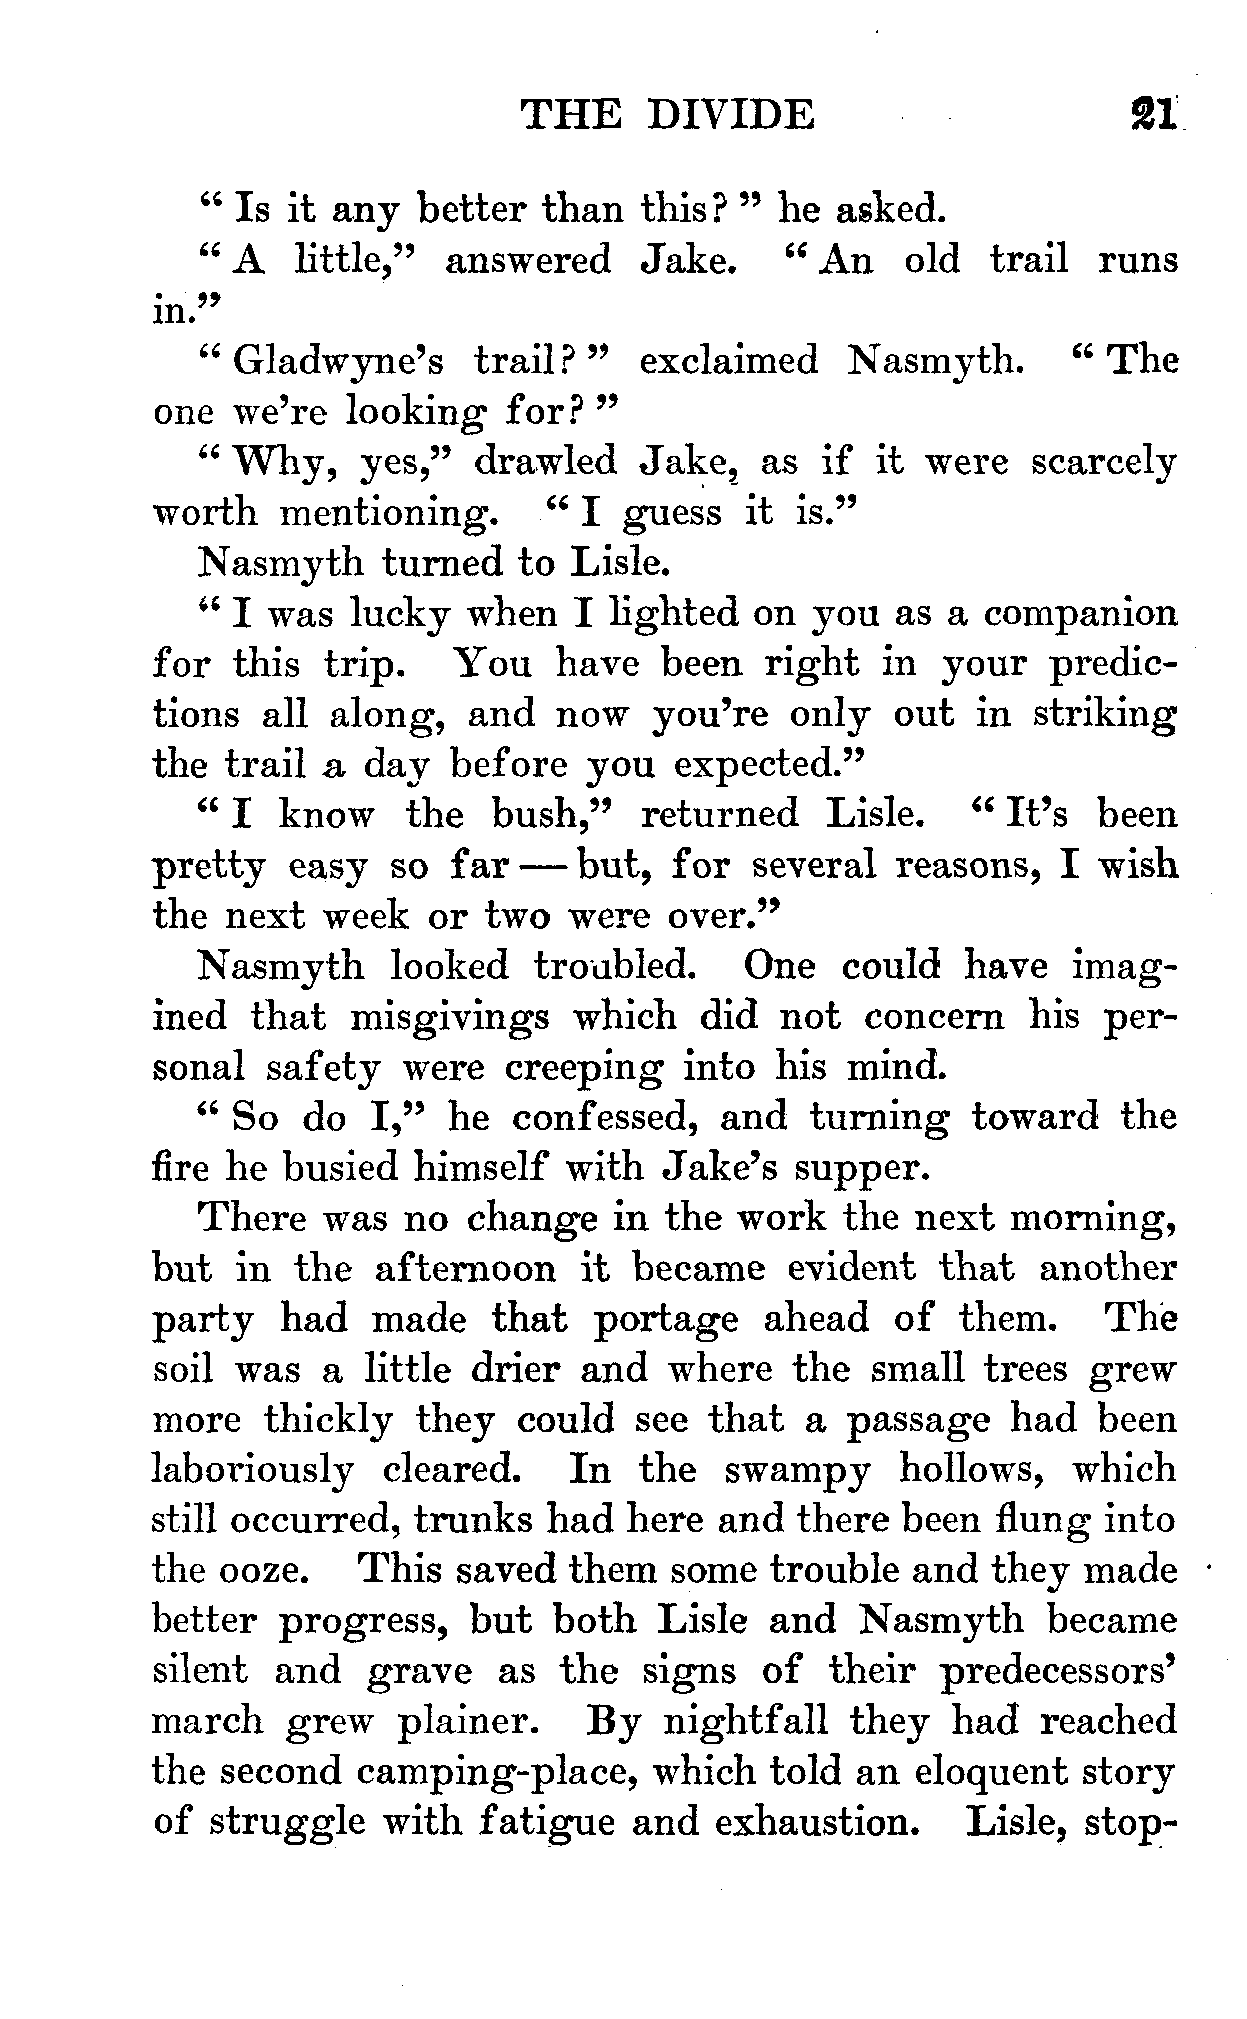 THE DIVIDE 21
“ Is it any better than this? ” he asked.
“ A little,” answered Jake. “ An old trail runs
in.”
“ Gladwyne’s trail? ” exclaimed Nasmyth. “ The
one we’re looking for? ”
“ Why, yes,” drawled Jake, as if it were scarcely
worth mentioning. “ I guess it is.”
Nasmyth turned to Lisle.
“ I was lucky when I lighted on you as a companion
for this trip. You have been right in your predic-
tions all along, and now you’re only out in striking
the trail a day before you expected.”
“ I know the bush,” returned Lisle. “ It’s been
pretty easy so far — but, for several reasons, I wish
the next week or two were over.”
Nasmyth looked troubled. One could have imag-
ined that misgivings which did not concern his per-
sonal safety were creeping into his mind.
“ So do I,” he confessed, and turning toward the
fire he busied himself with Jake’s supper.
There was no change in the work the next morning,
but in the afternoon it became evident that another
party had made that portage ahead of them. The
soil was a little drier and where the small trees grew
more thickly they could see that a passage had been
laboriously cleared. In the swampy hollows, which
still occurred, trunks had here and there been flung into
the ooze. This saved them some trouble and they made
better progress, but both Lisle and Nasmyth became
silent and grave as the signs of their predecessors’
march grew plainer. By nightfall they had reached
the second camping-place, which told an eloquent story
of struggle with fatigue and exhaustion. Lisle, stop-